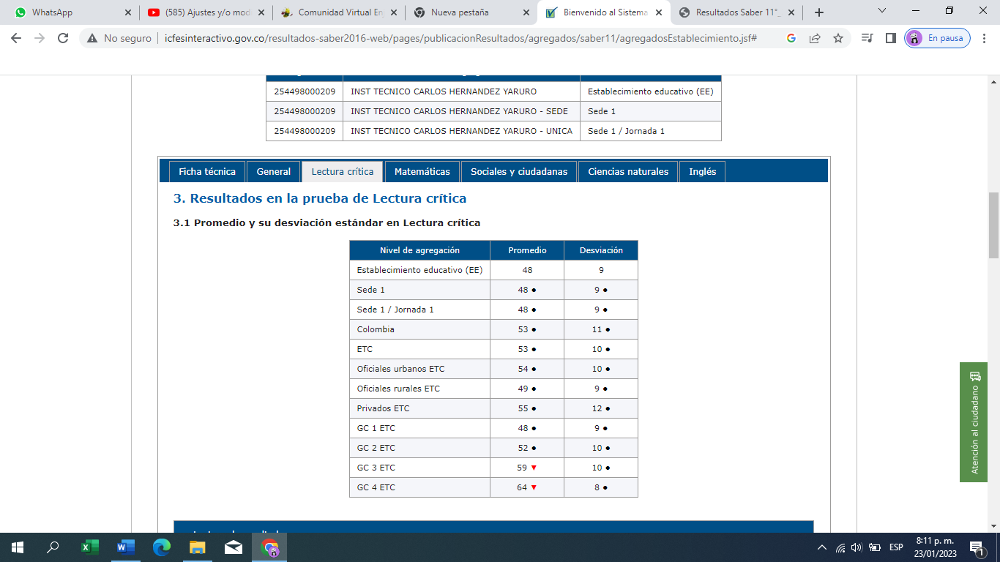 WhatsApp
(585) Ajustes y/o mod
Comunidad Virtual En
Nueva pestaña
Bienvenido al Sistema
Resultados Saber 11°_
No seguro
icfesinteractivo.gov.co/resultados-saber2016-web/pages/publicacionResultados/agregados/saber11/agregadosEstablecimiento.jsf#
En pausa
254498000209 INST TECNICO CARLOS HERNANDEZ YARURO Establecimiento educativo (EE)
254498000209 INST TECNICO CARLOS HERNANDEZ YARURO - SEDE Sede 1
254498000209 INST TECNICO CARLOS HERNANDEZ YARURO - UNICA Sede 1 / Jornada 1
Ficha técnica General Lectura crítica Matemáticas Sociales y ciudadanas Ciencias naturales Inglés
3. Resultados en la prueba de Lectura crítica
3.1 Promedio y su desviación estándar en Lectura crítica
Nivel de agregación Promedio Desviación
Establecimiento educativo (EE) 48 9
Sede 1 48 ● 9 ●
Sede 1 / Jornada 1 48 ● 9 ●
Colombia 53 ● 11 ●
ETC 53 ● 10 ●
Oficiales urbanos ETC 54 ● 10 ●
Oficiales rurales ETC 49 ● 9 ●
Privados ETC 55 ● 12 ●
GC 1 ETC 48 ● 9 ●
GC 2 ETC 52 ● 10 ●
GC 3 ETC 59 ▼ 10 ●
GC 4 ETC 64 ▼ 8 ●
Atención al ciudadano
ESP
8:11 p. m.
23/01/2023
1